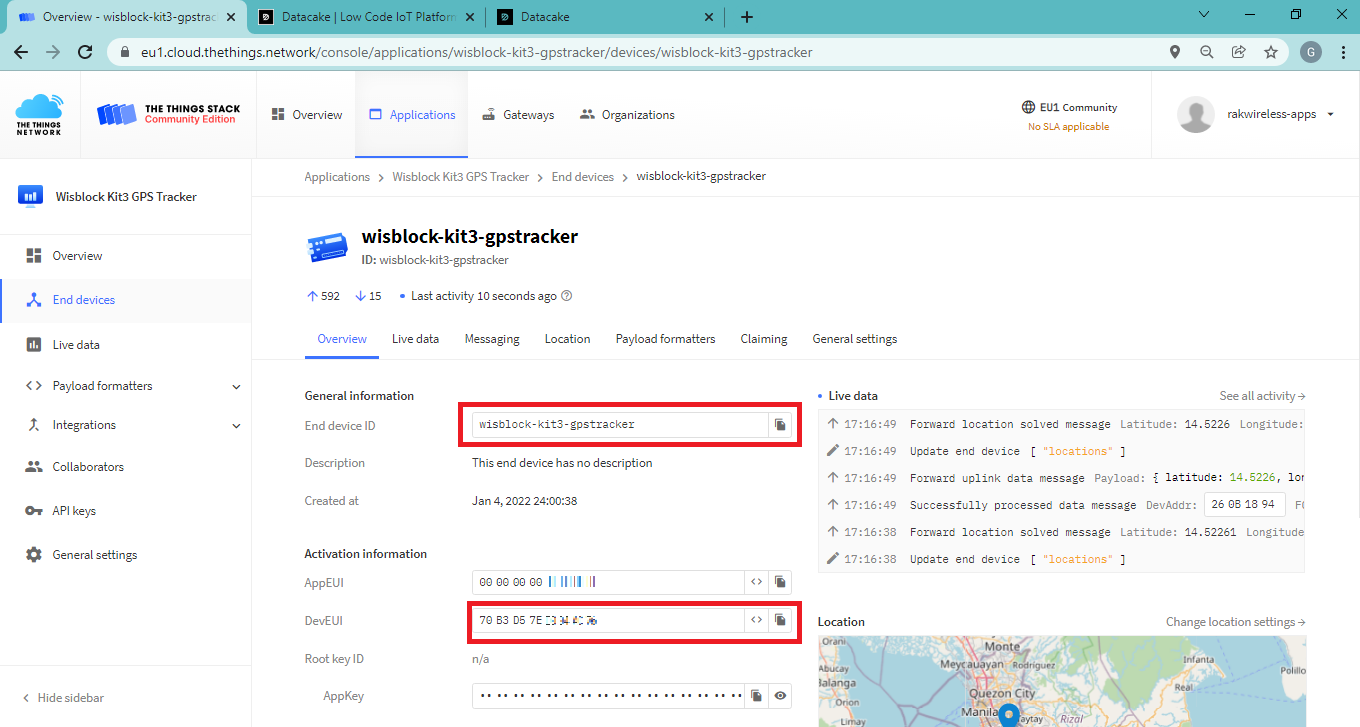 Overview - wisblock-kit3-gpstrac
Datacake | Low Code IoT Platform
Datacake
eu1.cloud.thethings.network/console/applications/wisblock-kit3-gpstracker/devices/wisblock-kit3-gpstracker
G
THE THINGS NETWORK
THE THINGS STACK
Community Edition
Overview
Applications
Gateways
Organizations
EU1 Community
No SLA applicable
rakwireless-apps
Wisblock Kit3 GPS Tracker
Overview
End devices
Live data
Payload formatters
Integrations
Collaborators
API keys
General settings
Hide sidebar
Applications > Wisblock Kit3 GPS Tracker > End devices > wisblock-kit3-gpstracker
wisblock-kit3-gpstracker
ID: wisblock-kit3-gpstracker
592 15 • Last activity 10 seconds ago
Overview Live data Messaging Location Payload formatters Claiming General settings
General information
End device ID wisblock-kit3-gpstracker
Description This end device has no description
Created at Jan 4, 2022 24:00:38
Activation information
AppEUI 00 00 00 00
DevEUI 70 B3 D5 7E
Root key ID n/a
AppKey
• Live data
See all activity →
17:16:49 Forward location solved message Latitude: 14.5226 Longitude:
17:16:49 Update end device [ "locations" ]
17:16:49 Forward uplink data message Payload: { latitude: 14.5226, lon
17:16:49 Successfully processed data message DevAddr: 26 0B 18 94
17:16:38 Forward location solved message Latitude: 14.52261 Longitude
17:16:38 Update end device [ "locations" ]
Location
Change location settings →
Orani
Abucay
Balanga
Orion
Limay
Monte
Rodriguez
Meycauayan
Quezon City
Manila
Taytay
Rizal
Infanta
Real
Polillo